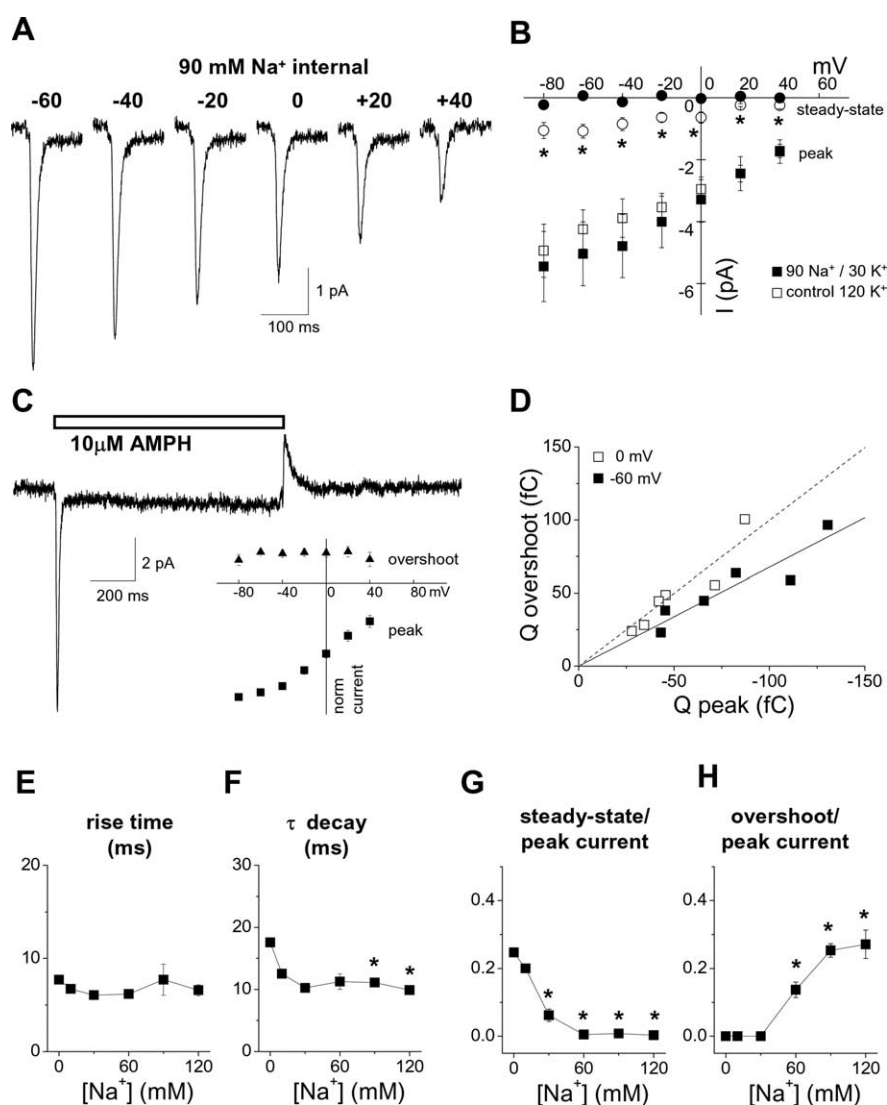 A
90 mM Na⁺ internal
-60 -40 -20 0 +20 +40
1 pA
100 ms
B
mV
-80 -60 -40 -20 0 20 40 60
0
steady-state
* * * * * * *
peak
-2
-4
-6
I (pA)
90 Na⁺ / 30 K⁺
control 120 K⁺
C
10μM AMPH
2 pA
200 ms
overshoot
-80 -40 0 40 80 mV
peak
norm
current
D
150
100
50
0
0 mV
-60 mV
Q overshoot (fC)
0 -50 -100 -150
Q peak (fC)
E
rise time
(ms)
20
10
0
0 60 120
[Na⁺] (mM)
F
τ decay
(ms)
30
20
10
0
* *
0 60 120
[Na⁺] (mM)
G
steady-state/
peak current
0.4
0.2
0.0
* * * *
0 60 120
[Na⁺] (mM)
H
overshoot/
peak current
0.4
0.2
0.0
* * *
0 60 120
[Na⁺] (mM)